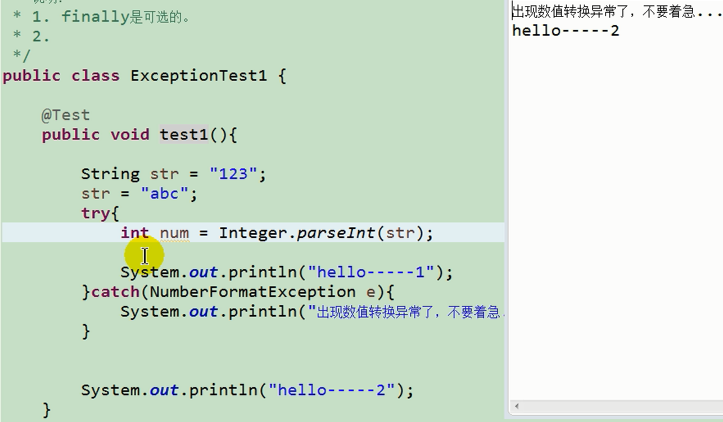 * 1. finally是可选的。
* 2.
*/
public class ExceptionTest1 {
@Test
public void test1(){
String str = "123";
str = "abc";
try{
int num = Integer.parseInt(str);
System.out.println("hello-----1");
}catch(NumberFormatException e){
System.out.println("出现数值转换异常了，不要着急.
}
System.out.println("hello-----2");
}
出现数值转换异常了，不要着急...
hello-----2